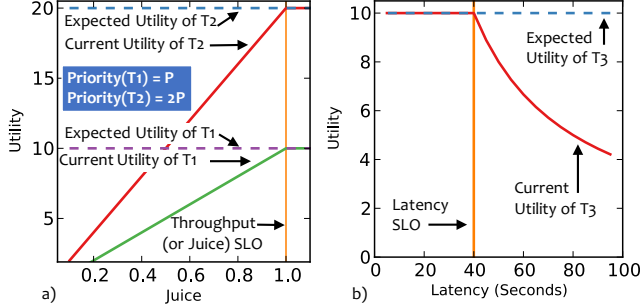 20
Expected Utility of T2
Current Utility of T2
15
Priority(T1) = P
Priority(T2) = 2P
Utility
Expected Utility of T1
10
Current Utility of T1
5
Throughput
(or Juice) SLO
0.2 0.4 0.6 0.8 1.0
a)
Juice
10
Expected
Utility of T3
8
6
Utility
4
Latency
SLO
Current
Utility of T3
2
0
0 20 40 60 80 100
b)
Latency (Seconds)